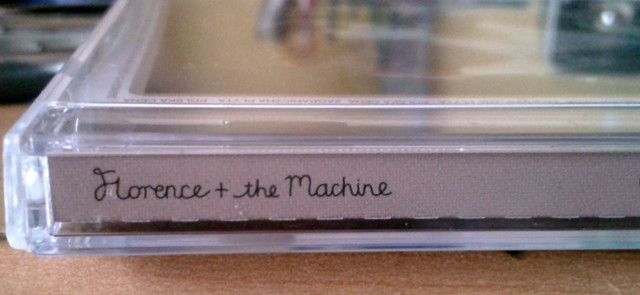 Florence + the Machine